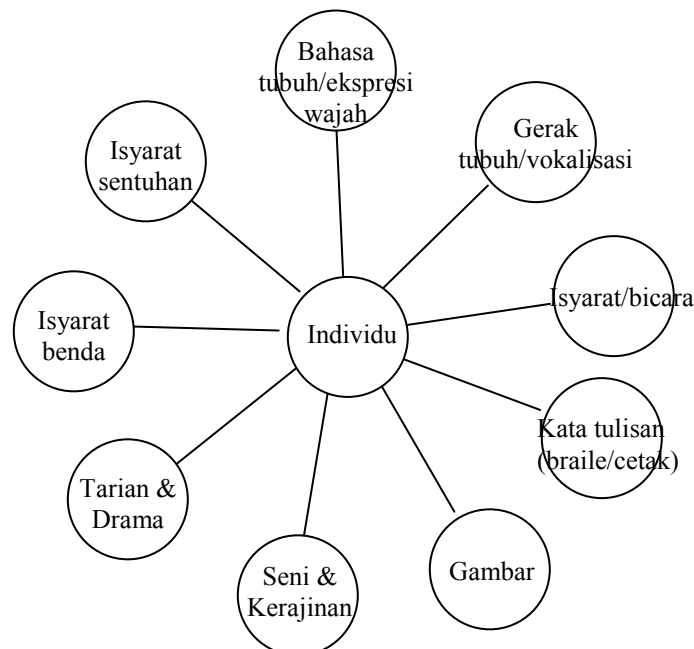 Bahasa
tubuh/ekspresi
wajah
Gerak
tubuh/vokalisasi
Isyarat
sentuhan
Isyarat/bicara
Isyarat
benda
Individu
Kata tulisan
(braile/cetak)
Tarian &
Drama
Gambar
Seni &
Kerajinan